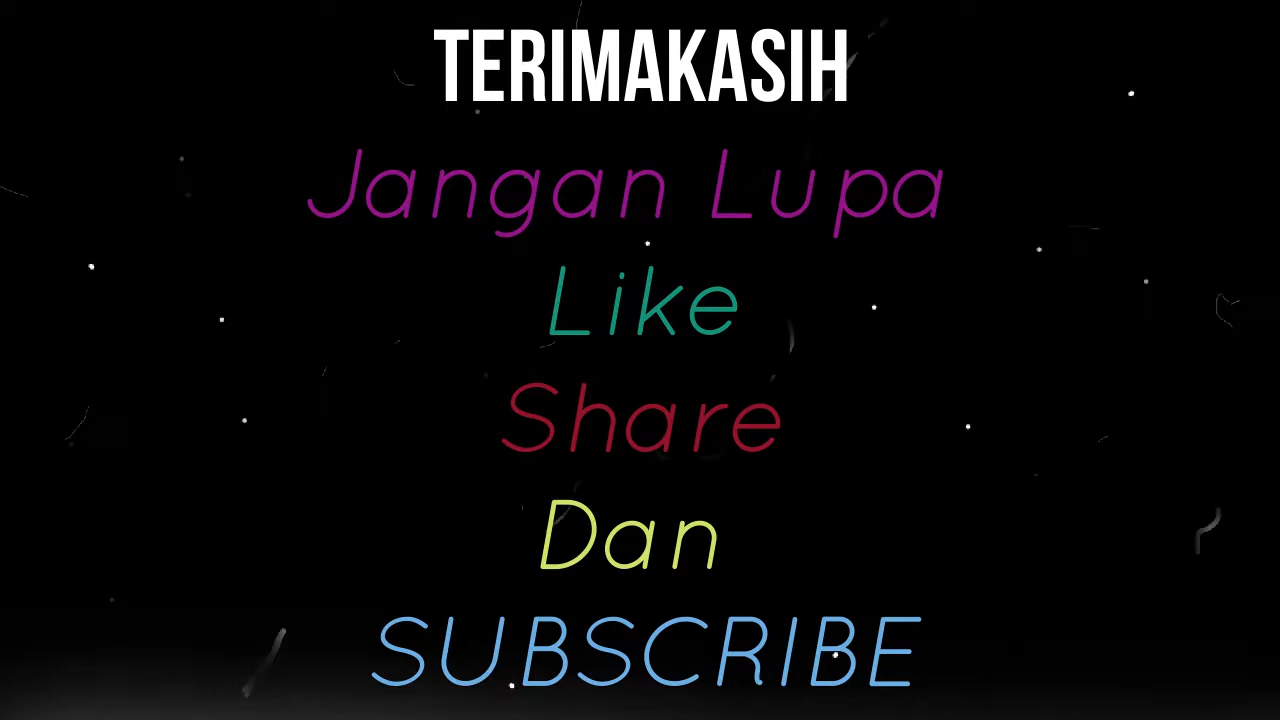 TERIMAKASIH
Jangan Lupa
Like
Share
Dan
SUBSCRIBE